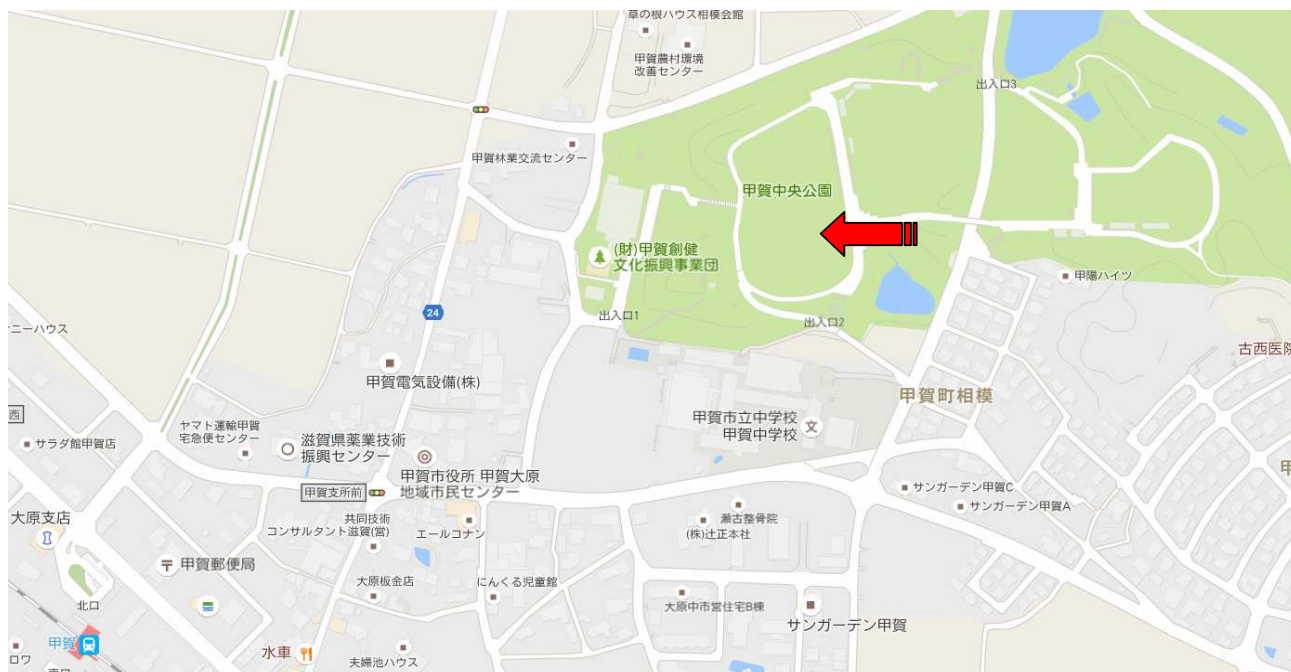 草の根ハウス相模会館
甲賀農村環境
改善センター
出入口3
甲賀林業交流センター
甲賀中央公園
(財)甲賀創健
文化振興事業団
甲陽ハイツ
24
出入口1
出入口2
ニーハウス
古西医院
甲賀電気設備(株)
甲賀町相模
西
サラダ館甲賀店
ヤマト運輸甲賀
宅急便センター
滋賀県薬業技術
振興センター
甲賀市立中学校
甲賀中学校
文
甲
甲賀市役所 甲賀大原
地域市民センター
甲賀支所前
サンガーデン甲賀C
サンガーデン甲賀A
大原支店
共同技術
コンサルタント滋賀(営)
エールコナン
瀬古整骨院
(株)辻正本社
甲賀郵便局
大原板金店
にんくる児童館
北口
大原中市営住宅B棟
サンガーデン甲賀
甲賀
ロワ
水車
夫婦池ハウス